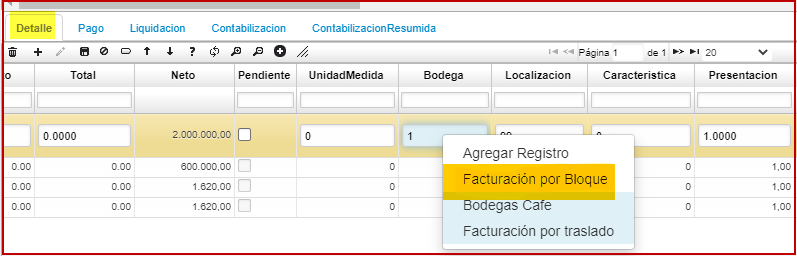 Detalle Pago Liquidacion Contabilizacion ContabilizacionResumida
Página 1 de 1 20
Total Neto Pendiente UnidadMedida Bodega Localizacion Caracteristica Presentacion
0.0000 2.000.000,00 0 1 1.0000
Agregar Registro
0.00 0.00 600.000,00 0 0 1,00
Facturación por Bloque
0.00 0.00 1.620,00 0 0 1,00
Bodegas Cafe
0.00 0.00 1.620,00 0 0 1,00
Facturación por traslado